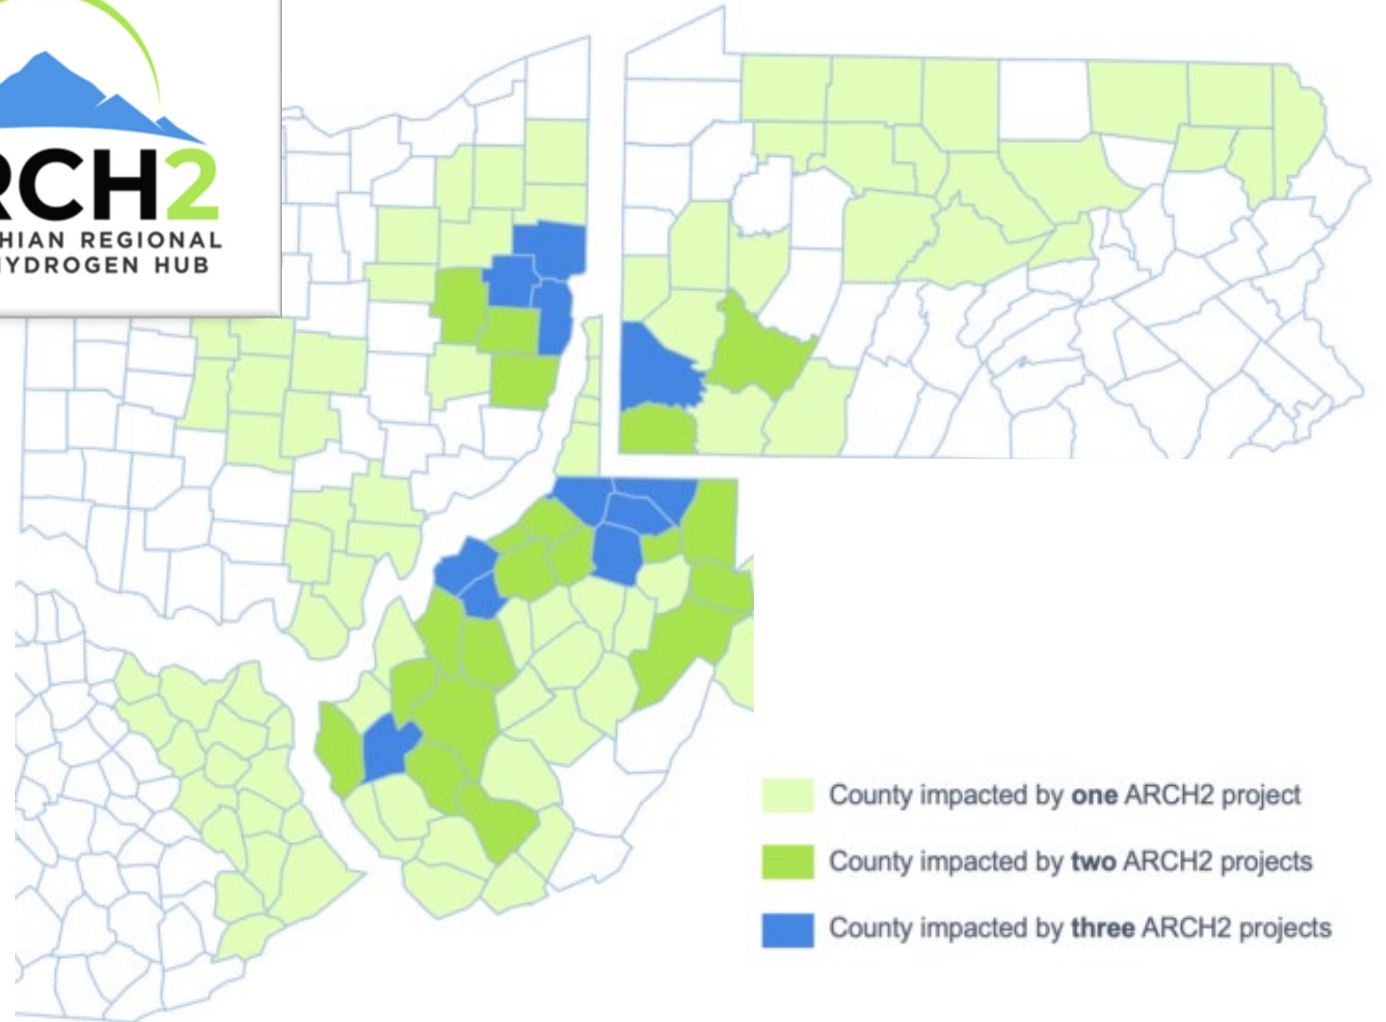 RCH2
HIAN REGIONAL
YDROGEN HUB
County impacted by one ARCH2 project
County impacted by two ARCH2 projects
County impacted by three ARCH2 projects